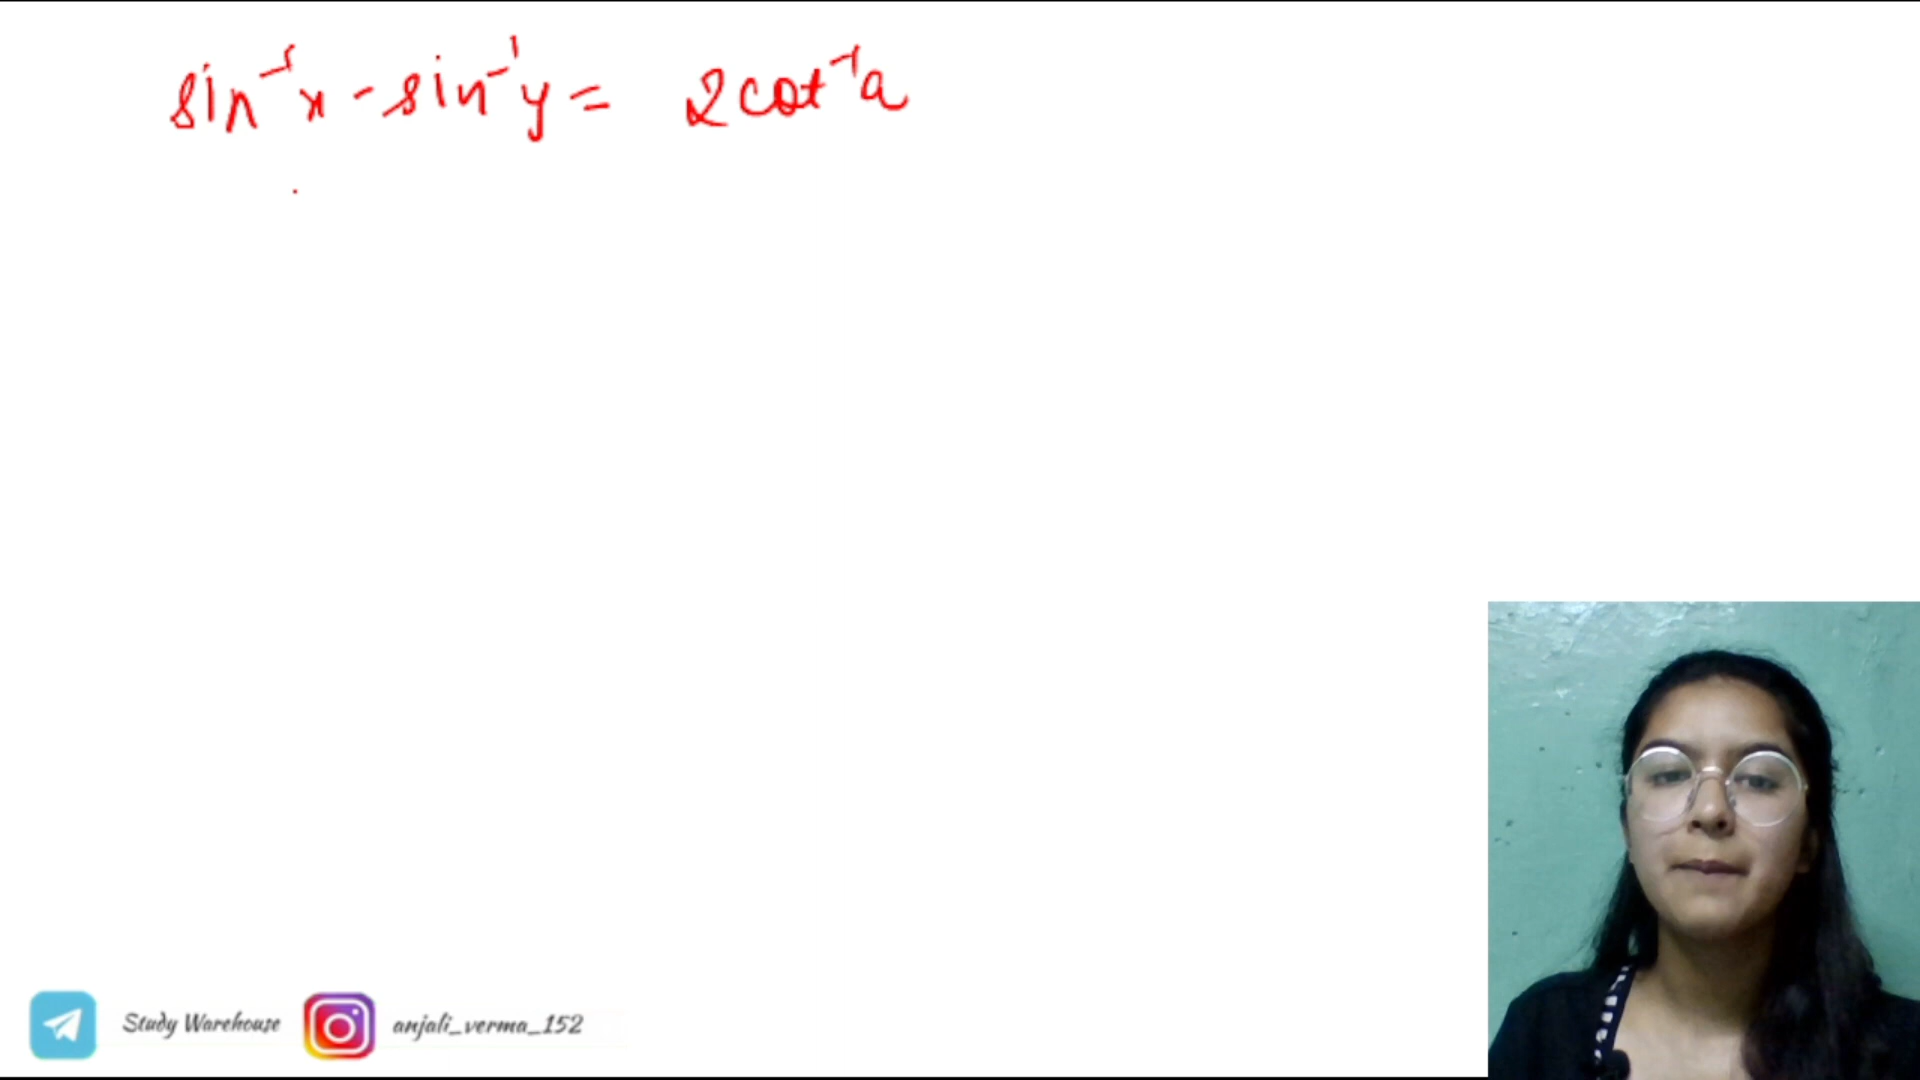 sin⁻¹x - sin⁻¹y = 2cot⁻¹a
Study Warehouse
anjali_verma_152